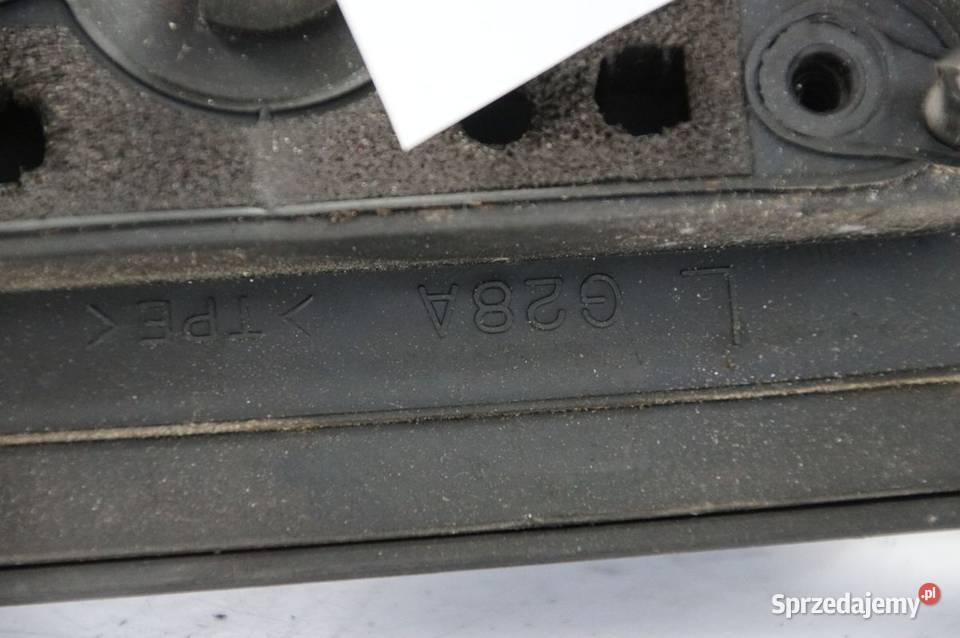 L G28A >TPE<
Sprzedajemy.pl